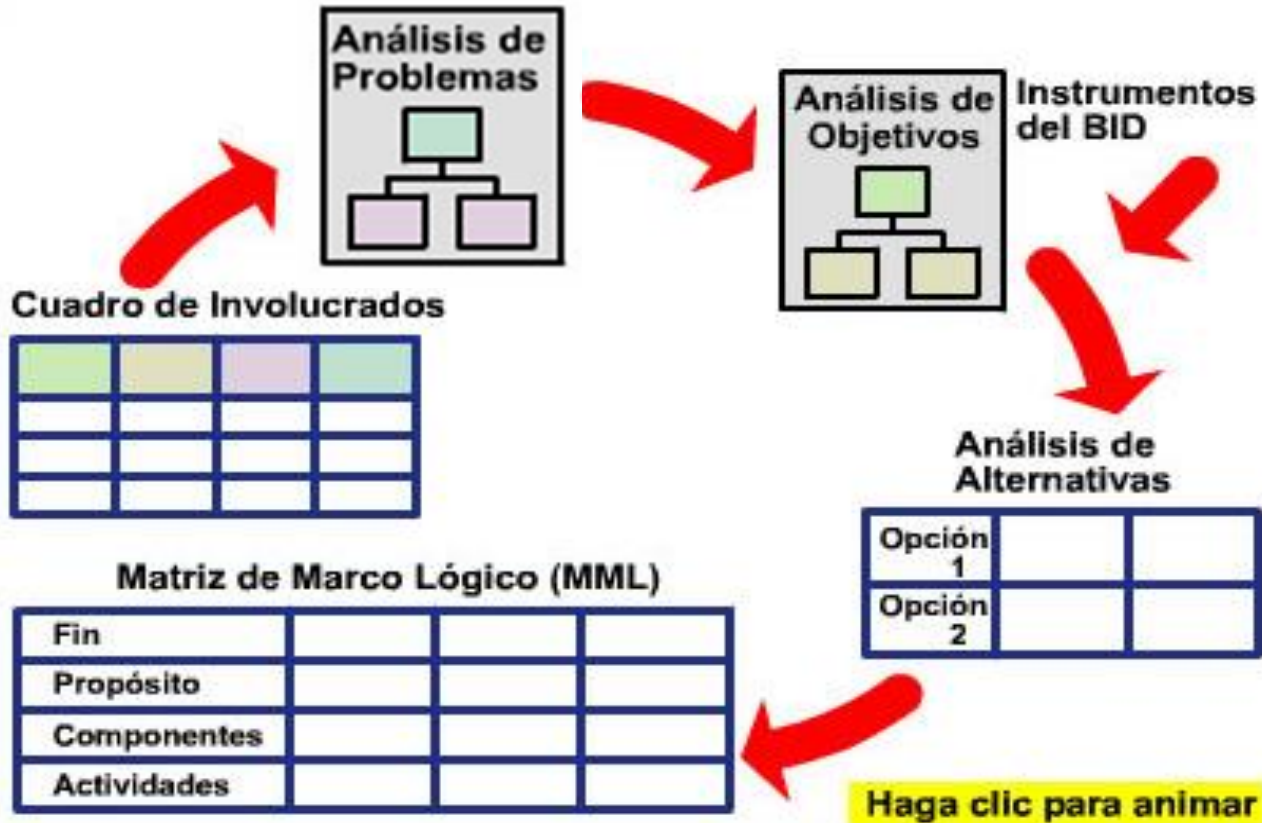 Análisis de
Problemas
Análisis de
Objetivos
Instrumentos
del BID
Cuadro de Involucrados
Análisis de
Alternativas
Opción
1
Opción
2
Matriz de Marco Lógico (MML)
Fin
Propósito
Componentes
Actividades
Haga clic para animar